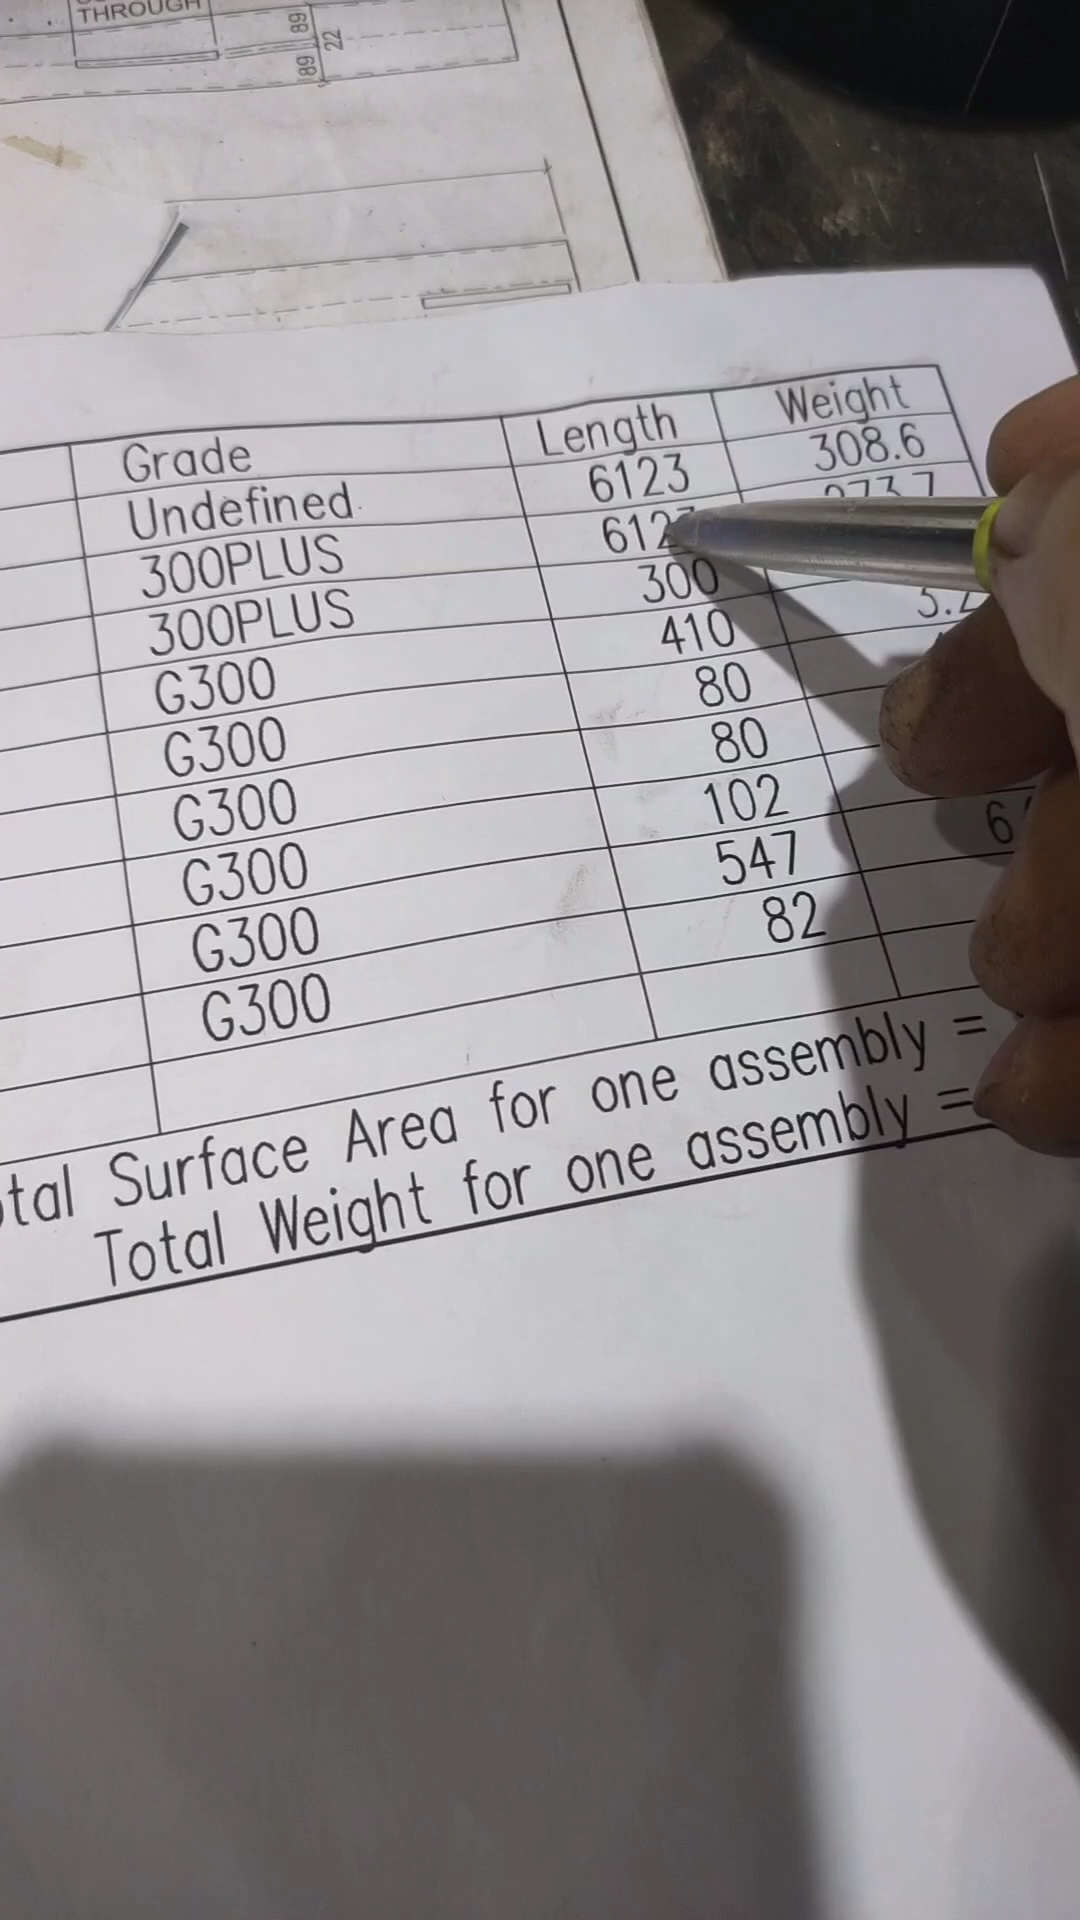 THROUGH
89
22
89
Grade Length Weight
Undefined 6123 308.6
300PLUS
300PLUS 300
G300 410
G300 80
G300 80
G300 102
G300 547
G300 82
Surface Area for one assembly =
Total Weight for one assembly =